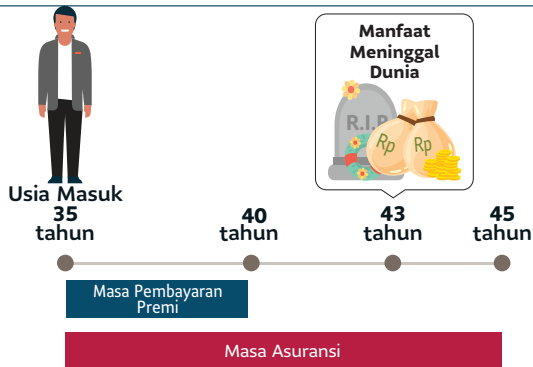 Manfaat
Meninggal
Dunia
R.I.P
Rp
Rp
Usia Masuk
35
tahun
40
tahun
43
tahun
45
tahun
Masa Pembayaran
Premi
Masa Asuransi